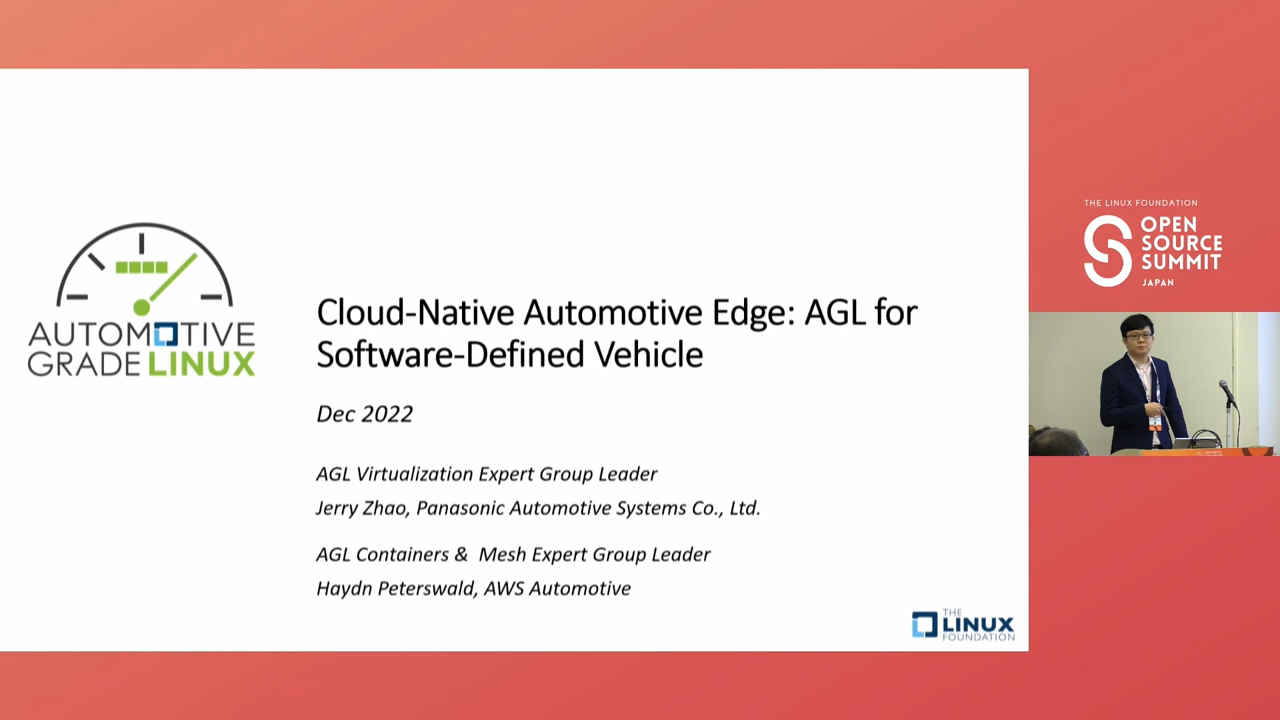 AUTOMOTIVE
GRADE LINUX
Cloud-Native Automotive Edge: AGL for
Software-Defined Vehicle
Dec 2022
AGL Virtualization Expert Group Leader
Jerry Zhao, Panasonic Automotive Systems Co., Ltd.
AGL Containers &  Mesh Expert Group Leader
Haydn Peterswald, AWS Automotive
THE
LINUX
FOUNDATION
THE LINUX FOUNDATION
OPEN
SOURCE
SUMMIT
JAPAN